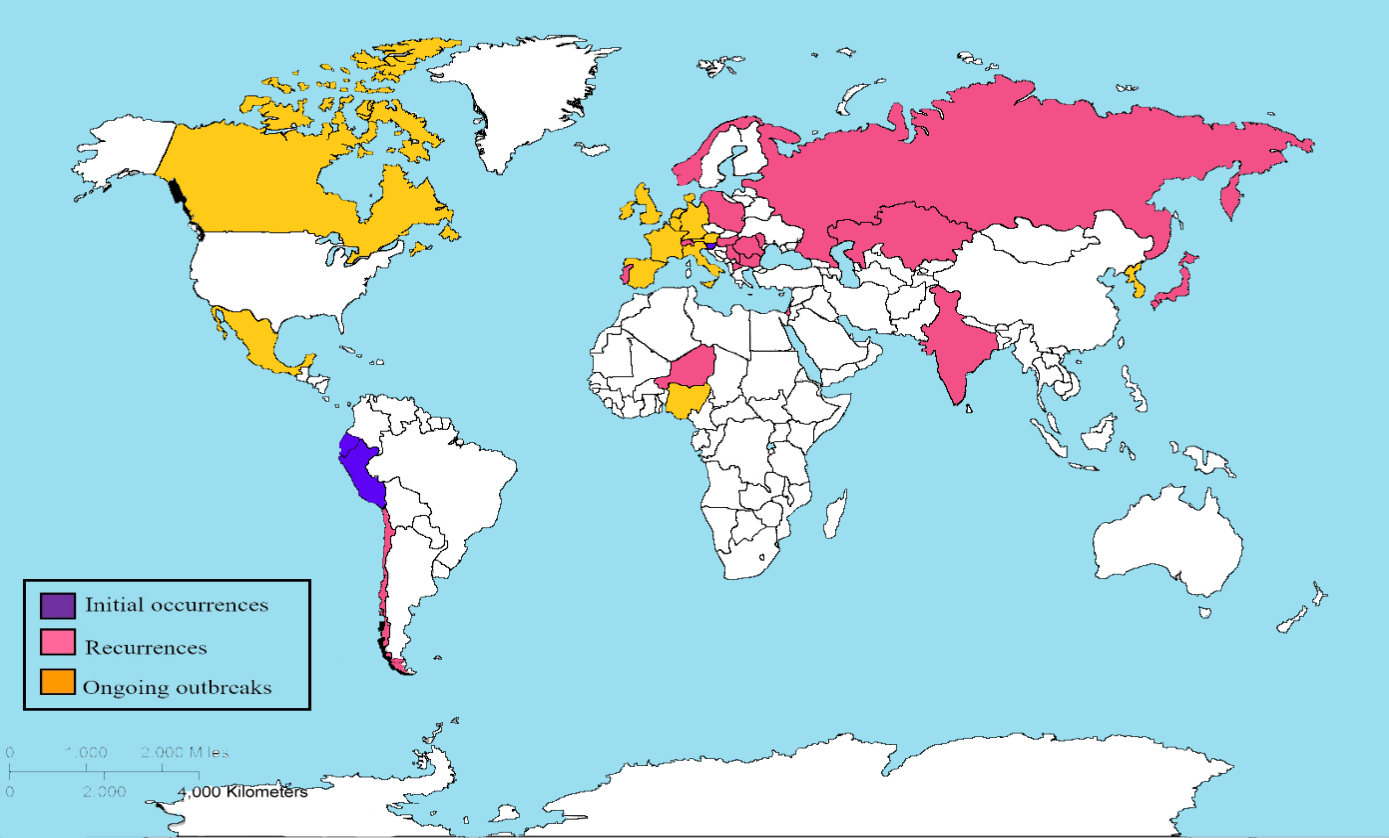 Initial occurrences
Recurrences
Ongoing outbreaks
0 1,000 2,000 Miles
0 2,000 4,000 Kilometers